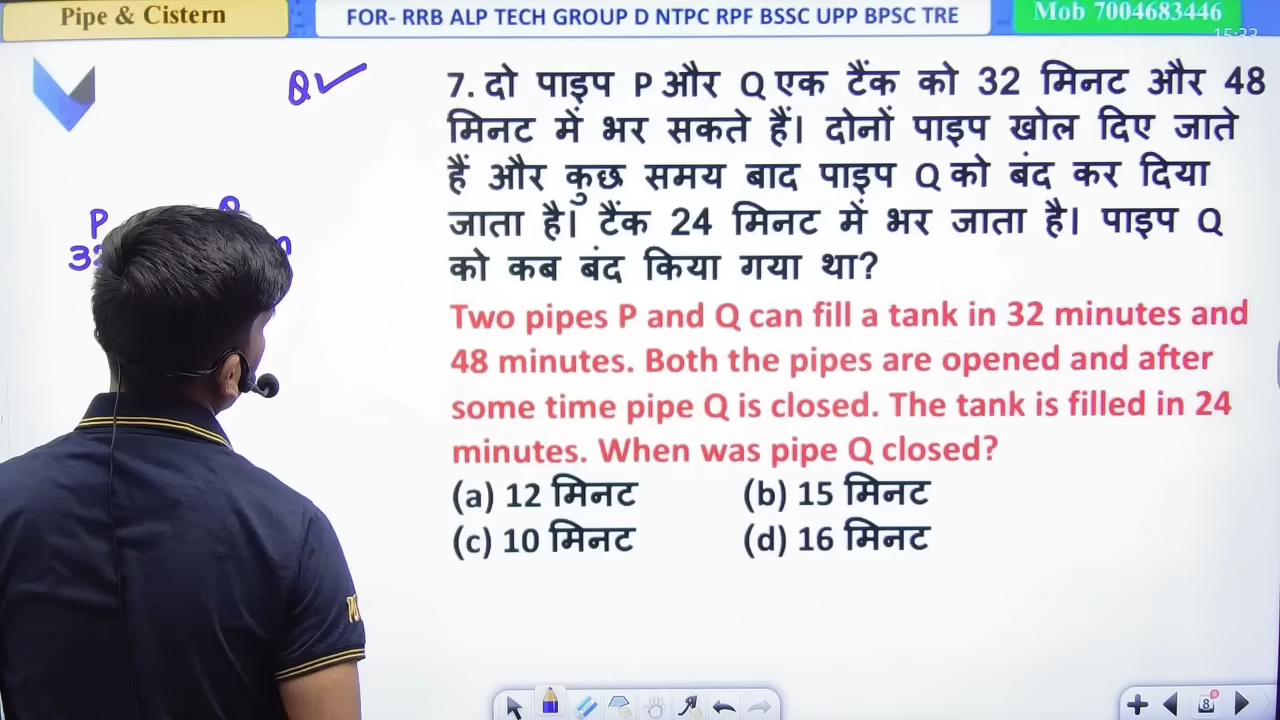 Pipe & Cistern
FOR- RRB ALP TECH GROUP D NTPC RPF BSSC UPP BPSC TRE
Mob 7004683446
15:33
Q
7. दो पाइप P और Q एक टैंक को 32 मिनट और 48
मिनट में भर सकते हैं। दोनों पाइप खोल दिए जाते
हैं और कुछ समय बाद पाइप Q को बंद कर दिया
जाता है। टैंक 24 मिनट में भर जाता है। पाइप Q
को कब बंद किया गया था?
P
Two pipes P and Q can fill a tank in 32 minutes and
48 minutes. Both the pipes are opened and after
some time pipe Q is closed. The tank is filled in 24
minutes. When was pipe Q closed?
(a) 12 मिनट (b) 15 मिनट
(c) 10 मिनट (d) 16 मिनट
8